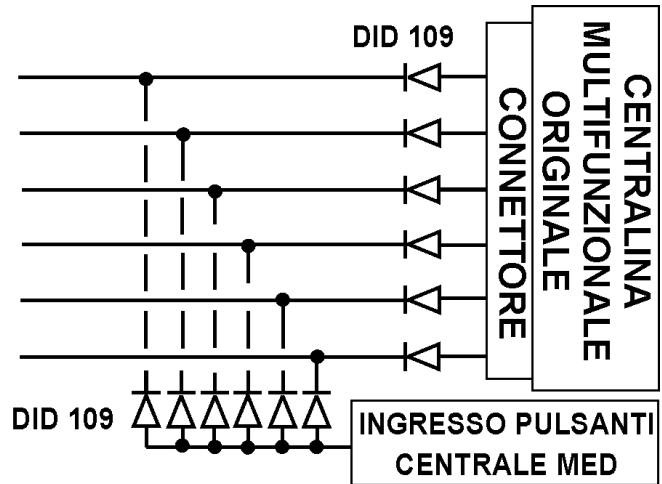 DID 109
CENTRALINA
MULTIFUNZIONALE
ORIGINALE
CONNETTORE
DID 109
INGRESSO PULSANTI
CENTRALE MED